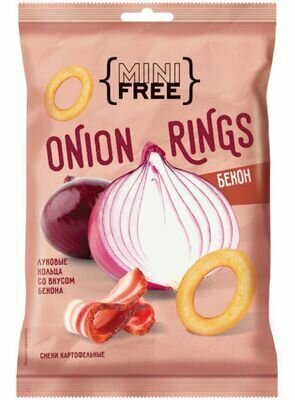 {MINI
FREE}
ONION RINGS
БЕКОН
ЛУКОВЫЕ
КОЛЬЦА
СО ВКУСОМ
БЕКОНА
СНЕКИ КАРТОФЕЛЬНЫЕ